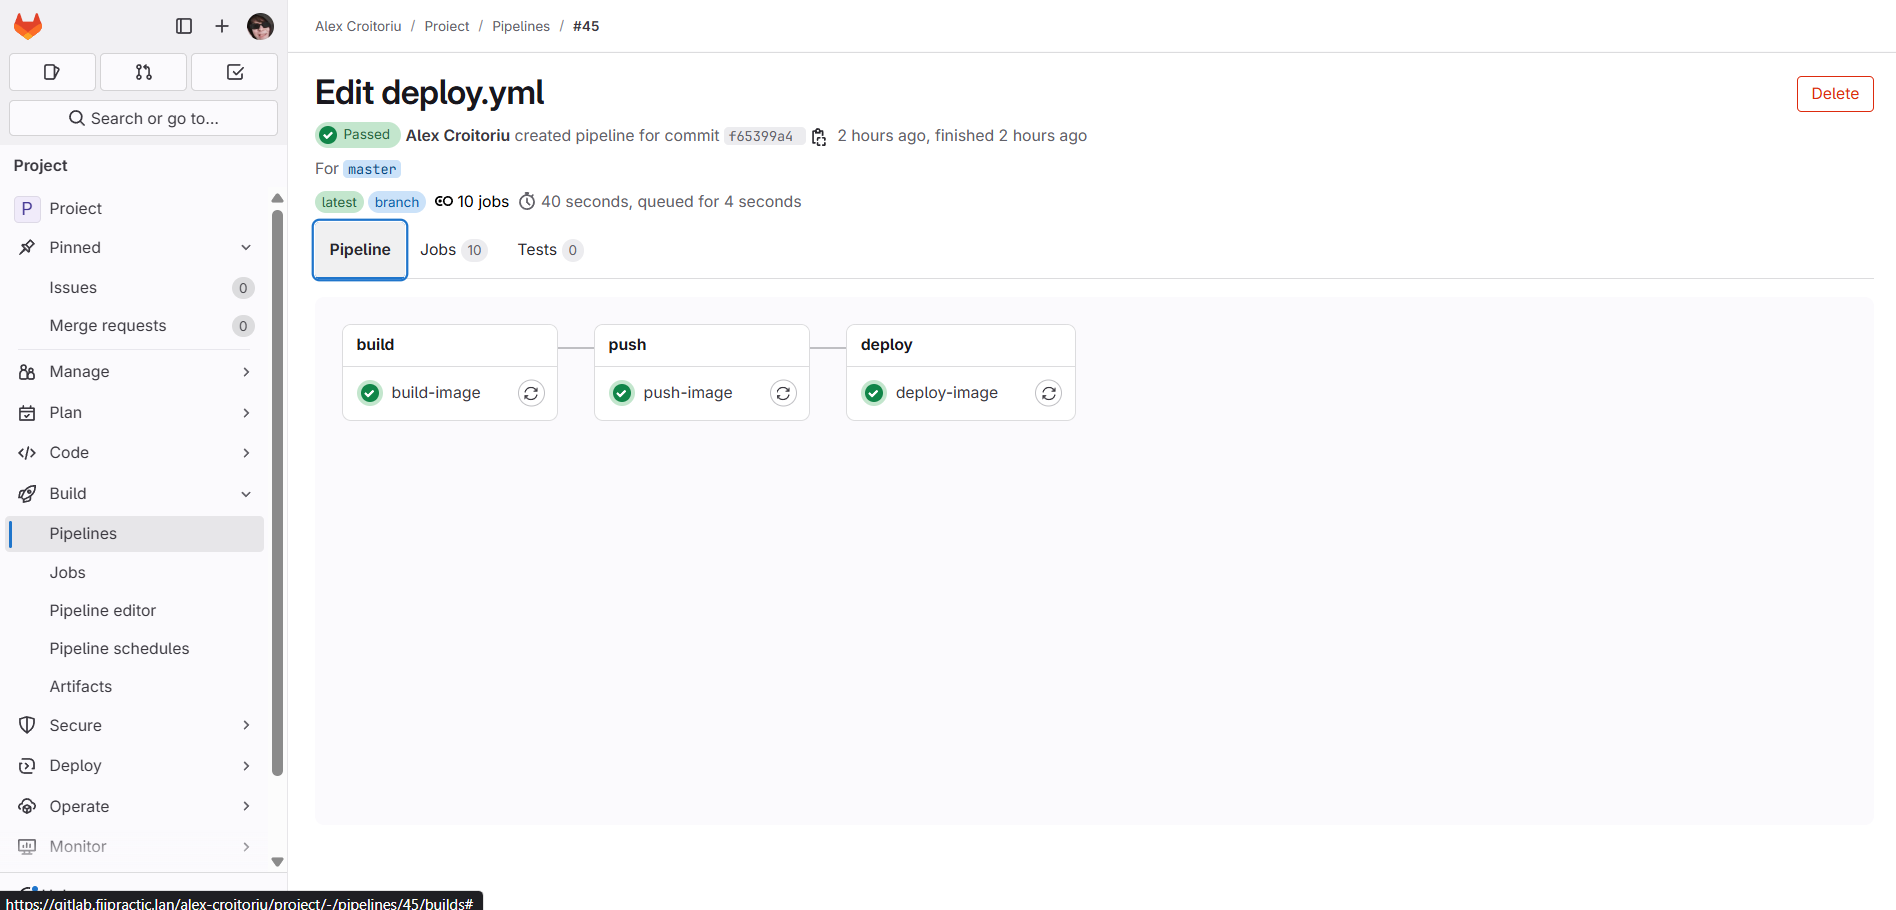 Alex Croitoriu / Proiect / Pipelines / #45
Search or go to...
Project
P Proiect
Pinned
Issues 0
Merge requests 0
Manage
Plan
Code
Build
Pipelines
Jobs
Pipeline editor
Pipeline schedules
Artifacts
Secure
Deploy
Operate
Monitor
https://gitlab.fiipractic.lan/alex-croitoriu/proiect/-/pipelines/45/builds#
Edit deploy.yml
Delete
Passed Alex Croitoriu created pipeline for commit f65399a4 2 hours ago, finished 2 hours ago
For master
latest branch 10 jobs 40 seconds, queued for 4 seconds
Pipeline Jobs 10 Tests 0
build
build-image
push
push-image
deploy
deploy-image